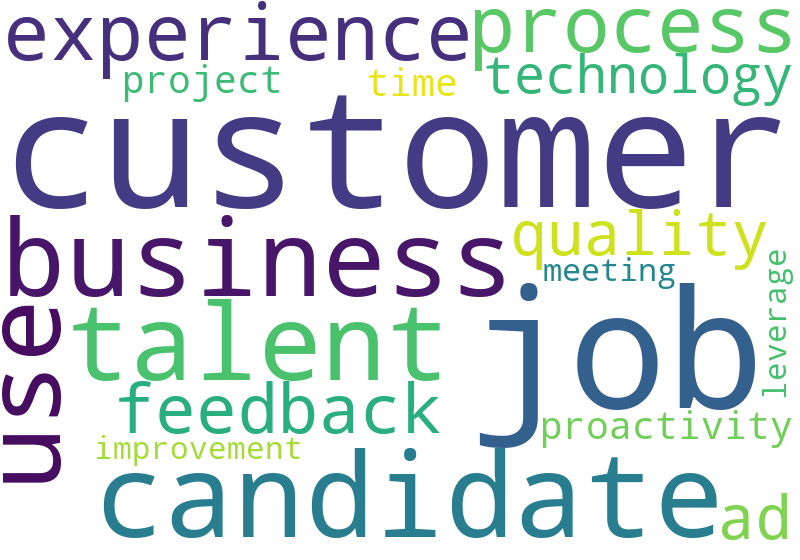 experience process
project time technology
customer
business quality
meeting
use talent job leverage
feedback proactivity
improvement
candidate ad